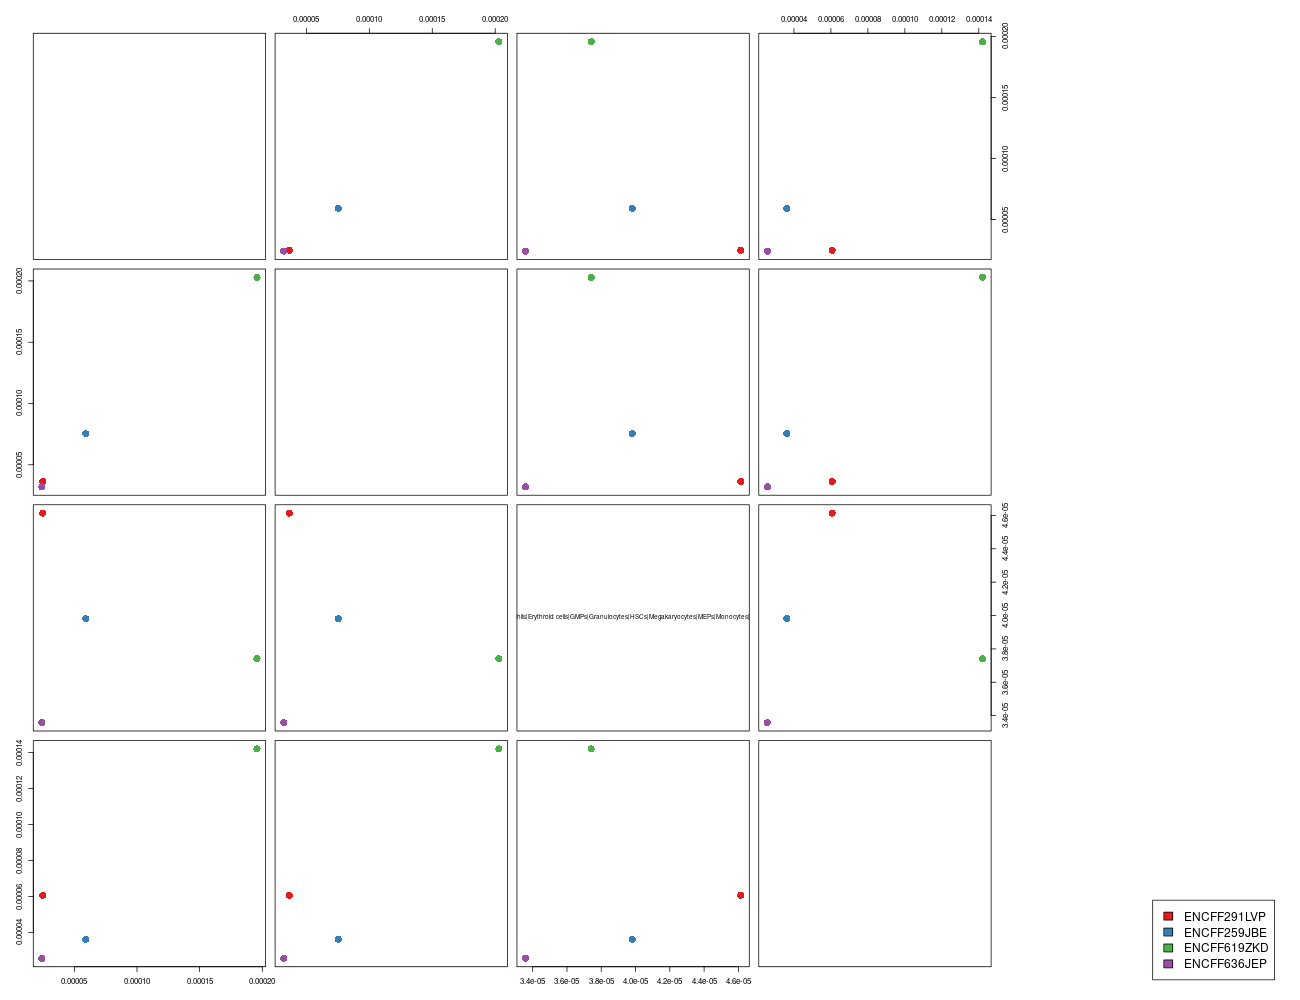 0.00005 0.00010 0.00015 0.00020 0.00004 0.00006 0.00008 0.00010 0.00012 0.00014
0.00005 0.00010 0.00015 0.00020
0.00005 0.00010 0.00015 0.00020
hils|Erythroid cells|GMPs|Granulocytes|HSCs|Megakaryocytes|MEPs|Monocytes|
3.4e-05 3.6e-05 3.8e-05 4.0e-05 4.2e-05 4.4e-05 4.6e-05
0.00004 0.00006 0.00008 0.00010 0.00012 0.00014
0.00005 0.00010 0.00015 0.00020 3.4e-05 3.6e-05 3.8e-05 4.0e-05 4.2e-05 4.4e-05 4.6e-05
ENCFF291LVP
ENCFF259JBE
ENCFF619ZKD
ENCFF636JEP